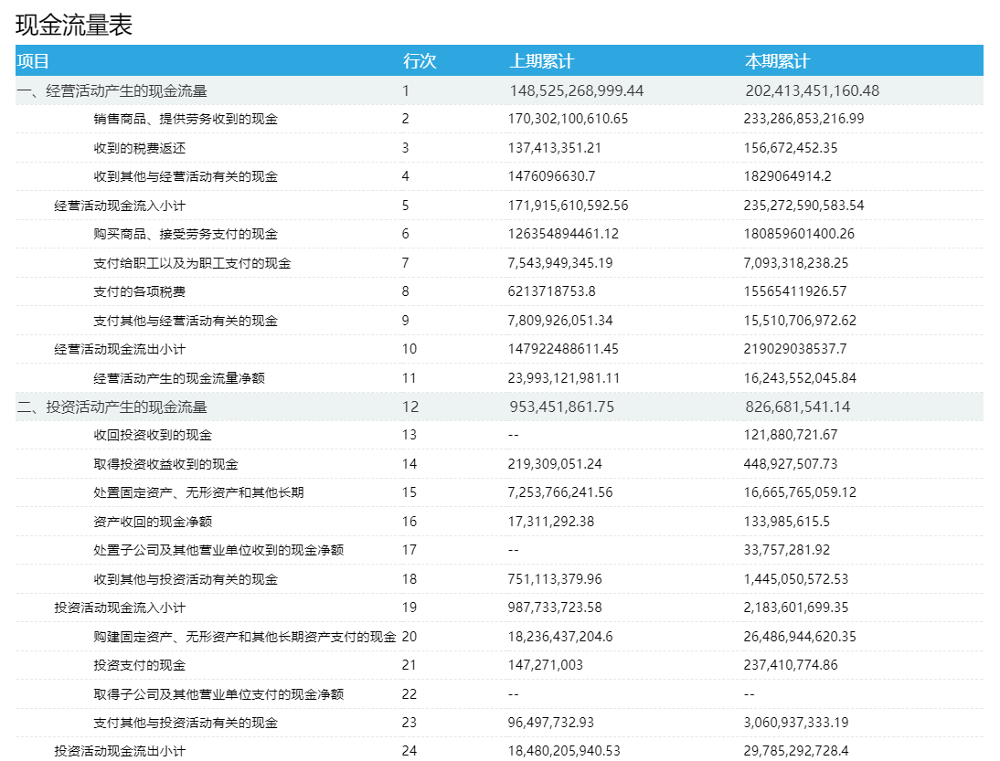 现金流量表
项目 行次 上期累计 本期累计
一、经营活动产生的现金流量 1 148,525,268,999.44 202,413,451,160.48
销售商品、提供劳务收到的现金 2 170,302,100,610.65 233,286,853,216.99
收到的税费返还 3 137,413,351.21 156,672,452.35
收到其他与经营活动有关的现金 4 1476096630.7 1829064914.2
经营活动现金流入小计 5 171,915,610,592.56 235,272,590,583.54
购买商品、接受劳务支付的现金 6 126354894461.12 180859601400.26
支付给职工以及为职工支付的现金 7 7,543,949,345.19 7,093,318,238.25
支付的各项税费 8 6213718753.8 15565411926.57
支付其他与经营活动有关的现金 9 7,809,926,051.34 15,510,706,972.62
经营活动现金流出小计 10 147922488611.45 219029038537.7
经营活动产生的现金流量净额 11 23,993,121,981.11 16,243,552,045.84
二、投资活动产生的现金流量 12 953,451,861.75 826,681,541.14
收回投资收到的现金 13 -- 121,880,721.67
取得投资收益收到的现金 14 219,309,051.24 448,927,507.73
处置固定资产、无形资产和其他长期 15 7,253,766,241.56 16,665,765,059.12
资产收回的现金净额 16 17,311,292.38 133,985,615.5
处置子公司及其他营业单位收到的现金净额 17 -- 33,757,281.92
收到其他与投资活动有关的现金 18 751,113,379.96 1,445,050,572.53
投资活动现金流入小计 19 987,733,723.58 2,183,601,699.35
购建固定资产、无形资产和其他长期资产支付的现金 20 18,236,437,204.6 26,486,944,620.35
投资支付的现金 21 147,271,003 237,410,774.86
取得子公司及其他营业单位支付的现金净额 22 -- --
支付其他与投资活动有关的现金 23 96,497,732.93 3,060,937,333.19
投资活动现金流出小计 24 18,480,205,940.53 29,785,292,728.4